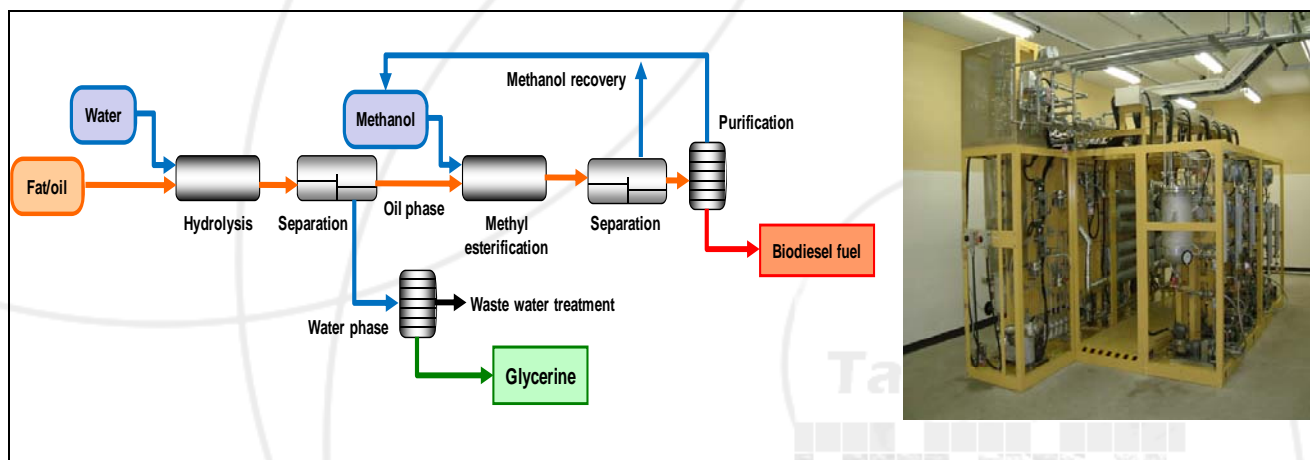 Methanol recovery
Water
Methanol
Purification
Fat/oil
Hydrolysis
Separation
Oil phase
Methyl
esterification
Separation
Biodiesel fuel
Water phase
Waste water treatment
Glycerine
Ta